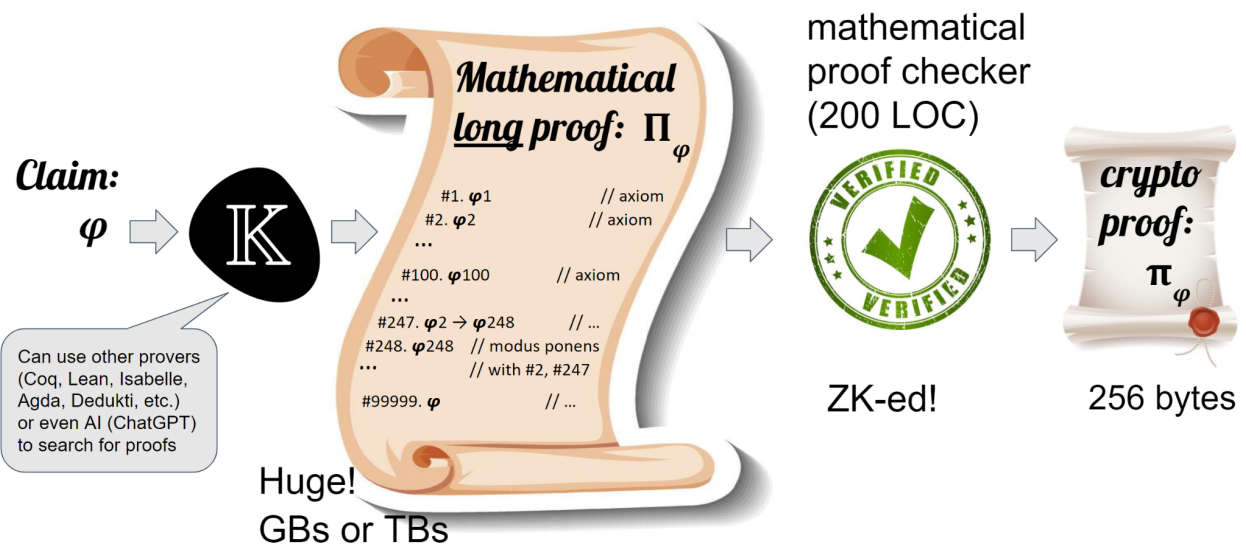 Claim:
φ
𝕂
Can use other provers
(Coq, Lean, Isabelle,
Agda, Dedukti, etc.)
or even AI (ChatGPT)
to search for proofs
Mathematical
long proof: Π_φ
#1. φ1 // axiom
#2. φ2 // axiom
...
#100. φ100 // axiom
...
#247. φ2 → φ248 // ...
#248. φ248 // modus ponens
... // with #2, #247
#99999. φ // ...
Huge!
GBs or TBs
mathematical
proof checker
(200 LOC)
VERIFIED
VERIFIED
ZK-ed!
crypto
proof:
π_φ
256 bytes